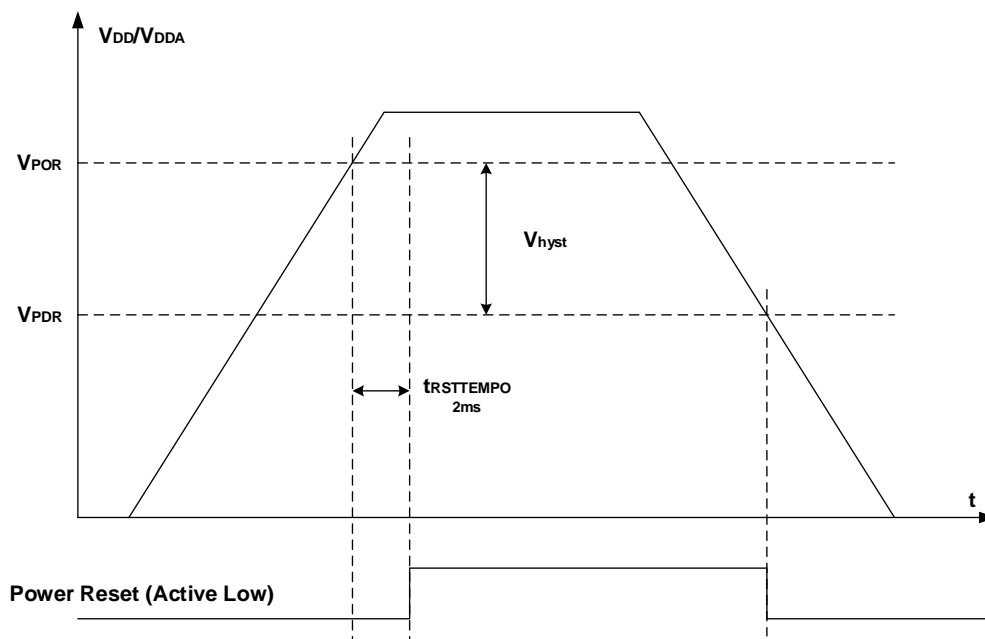 VDD/VDDA
VPOR
Vhyst
VPDR
tRSTTEMPO
2ms
t
Power Reset (Active Low)